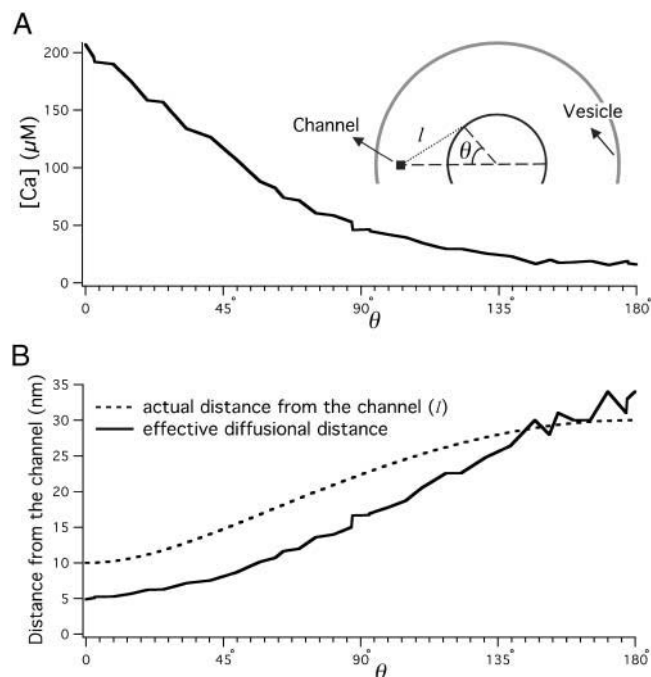 A
[Ca] (µM)
200
150
100
50
0
Channel
l
θ
Vesicle
0
45°
90°
135°
180°
θ
B
Distance from the channel (nm)
35
30
25
20
15
10
5
0
actual distance from the channel (l)
effective diffusional distance
0
45°
90°
135°
180°
θ